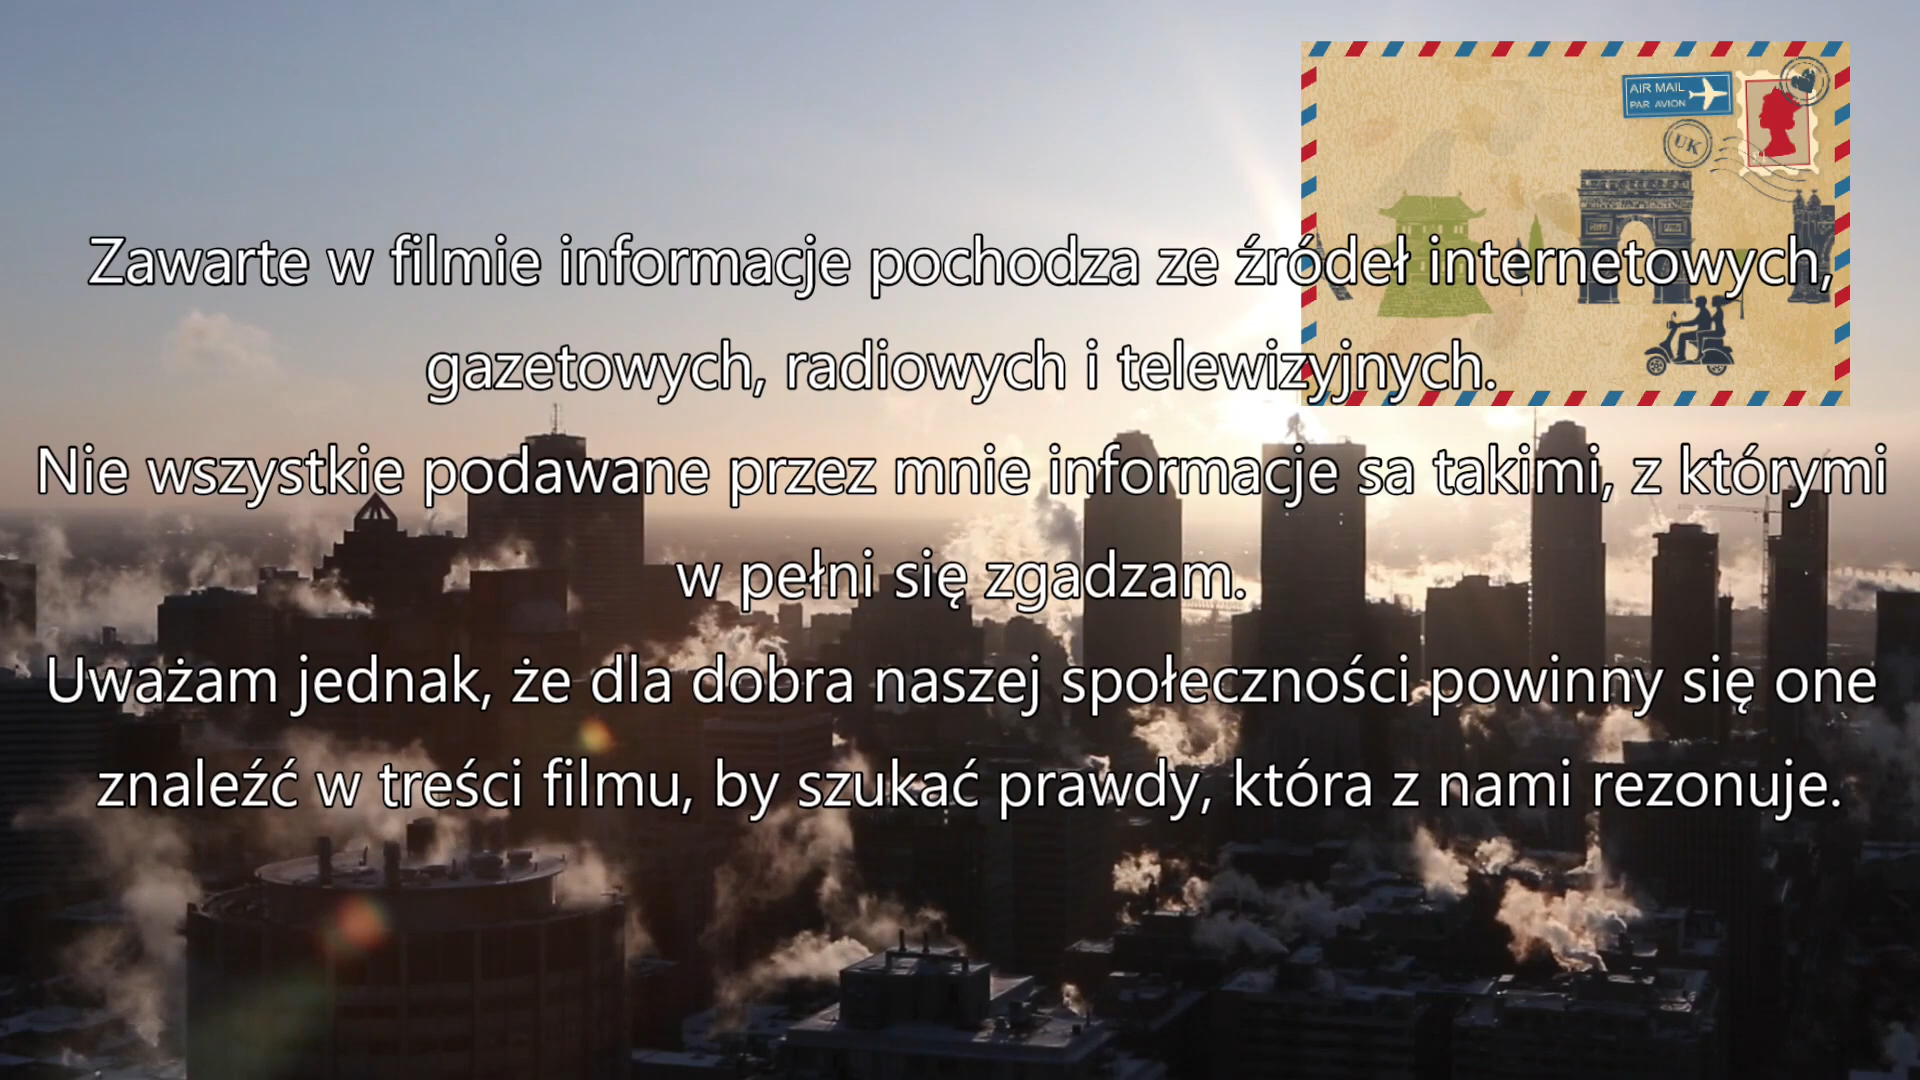 AIR MAIL
PAR AVION
UK
Zawarte w filmie informacje pochodza ze źródeł internetowych,
gazetowych, radiowych i telewizyjnych.
Nie wszystkie podawane przez mnie informacje sa takimi, z którymi
w pełni się zgadzam.
Uważam jednak, że dla dobra naszej społeczności powinny się one
znaleźć w treści filmu, by szukać prawdy, która z nami rezonuje.